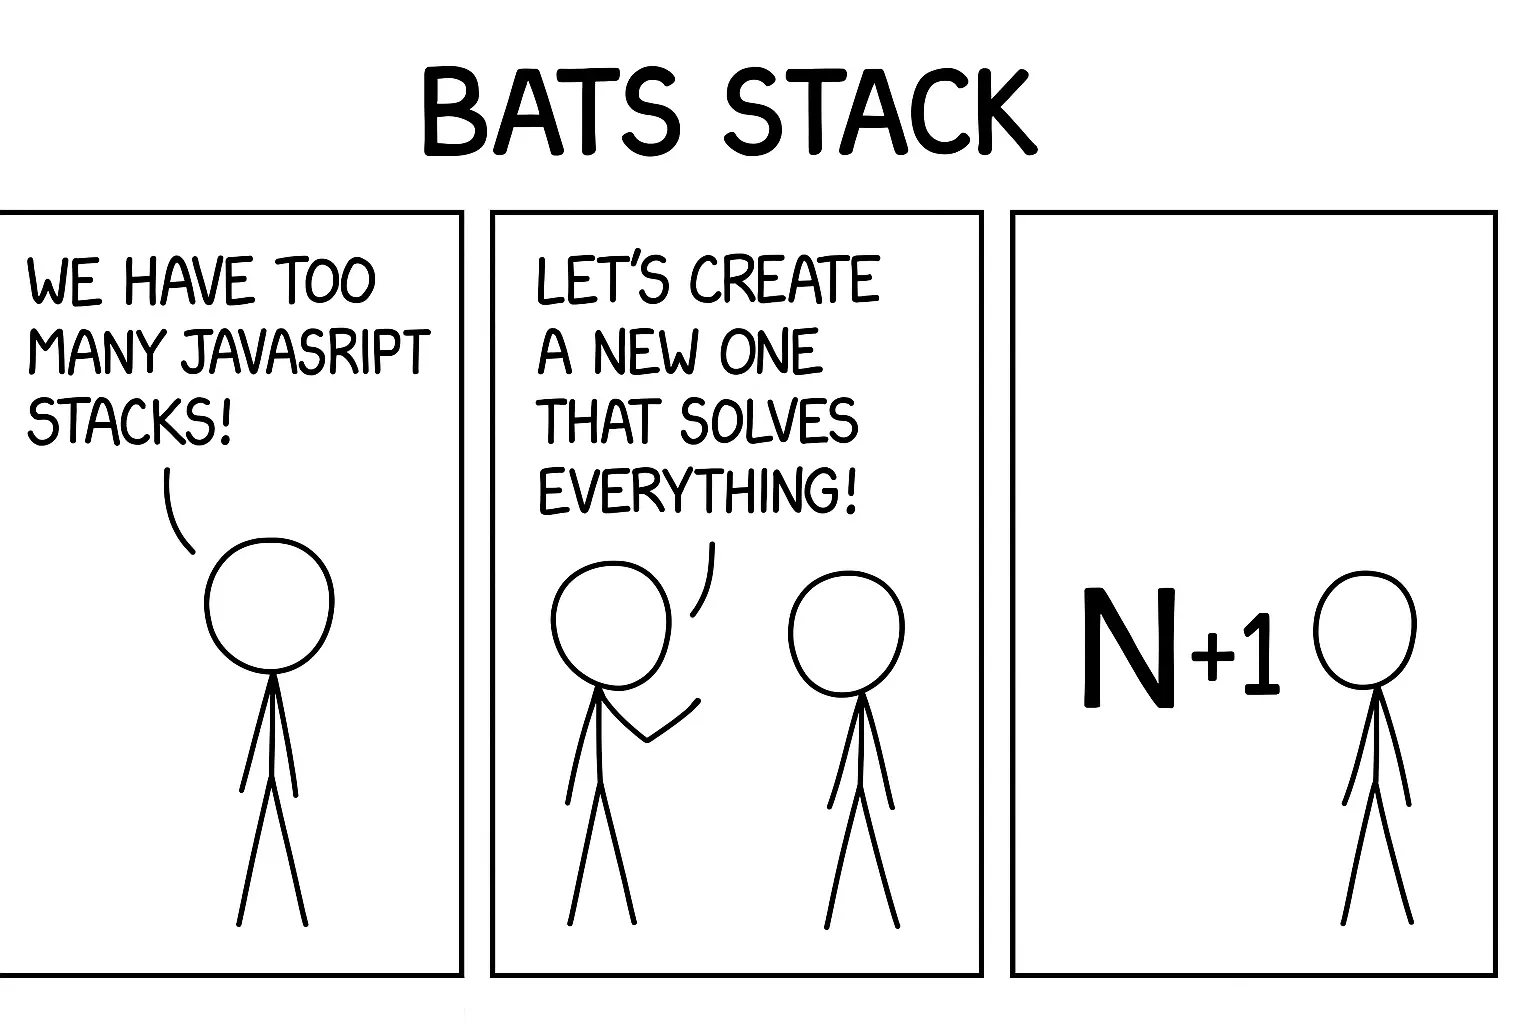 BATS STACK
WE HAVE TOO
MANY JAVASRIPT
STACKS!
LET'S CREATE
A NEW ONE
THAT SOLVES
EVERYTHING!
N+1